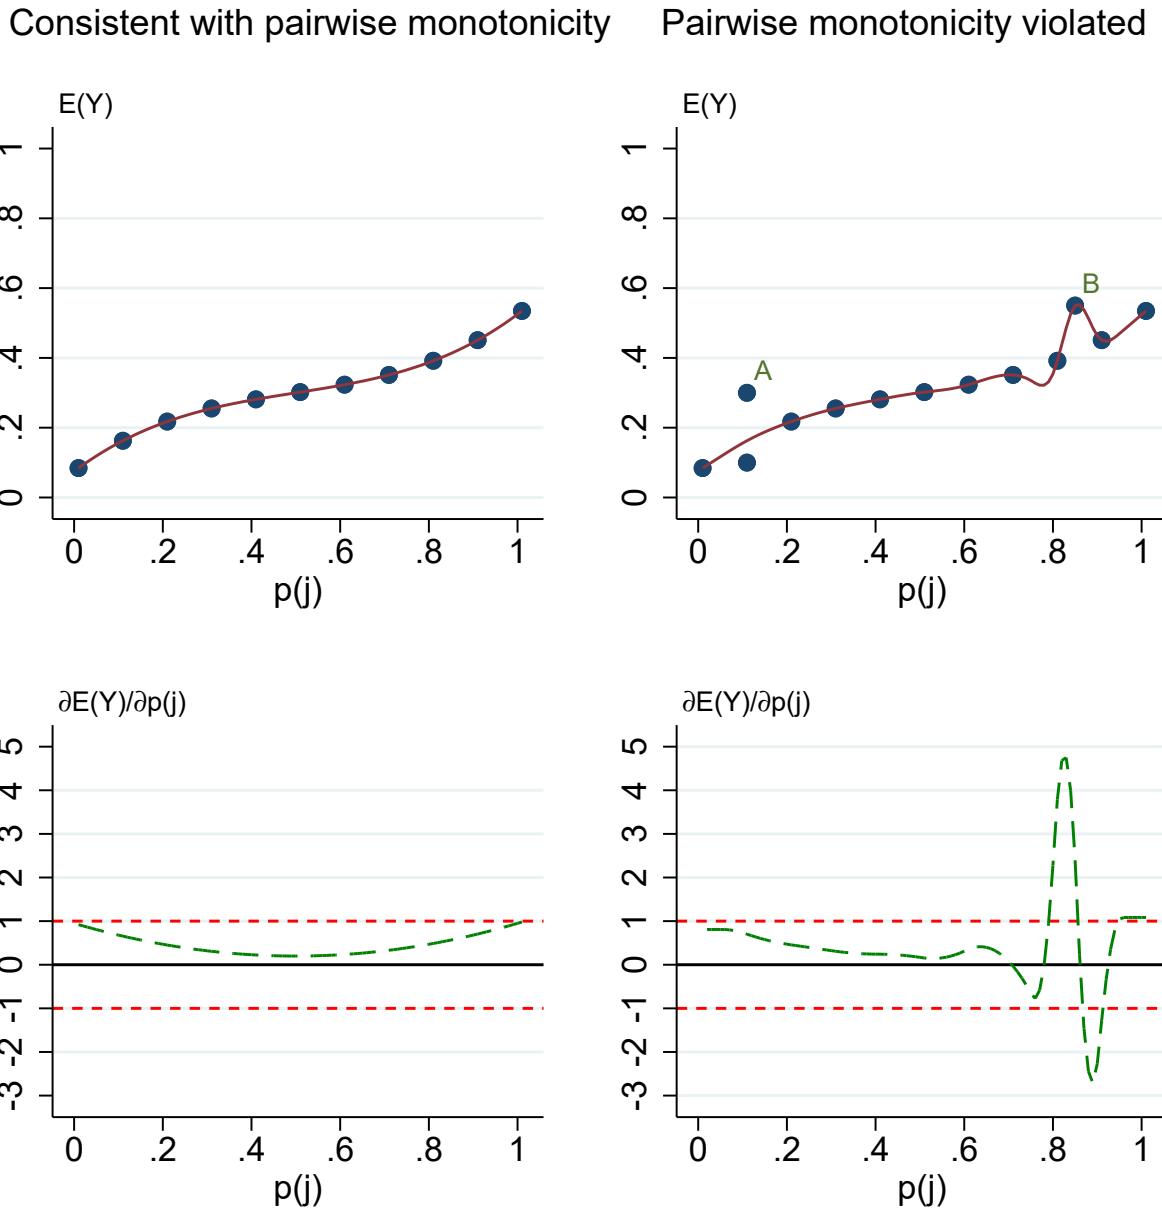 Consistent with pairwise monotonicity
Pairwise monotonicity violated
E(Y)
1
.8
.6
.4
.2
0
0 .2 .4 .6 .8 1
p(j)
E(Y)
1
.8
.6
.4
.2
0
A
B
0 .2 .4 .6 .8 1
p(j)
∂E(Y)/∂p(j)
5
4
3
2
1
0
-1
-2
-3
0 .2 .4 .6 .8 1
p(j)
∂E(Y)/∂p(j)
5
4
3
2
1
0
-1
-2
-3
0 .2 .4 .6 .8 1
p(j)